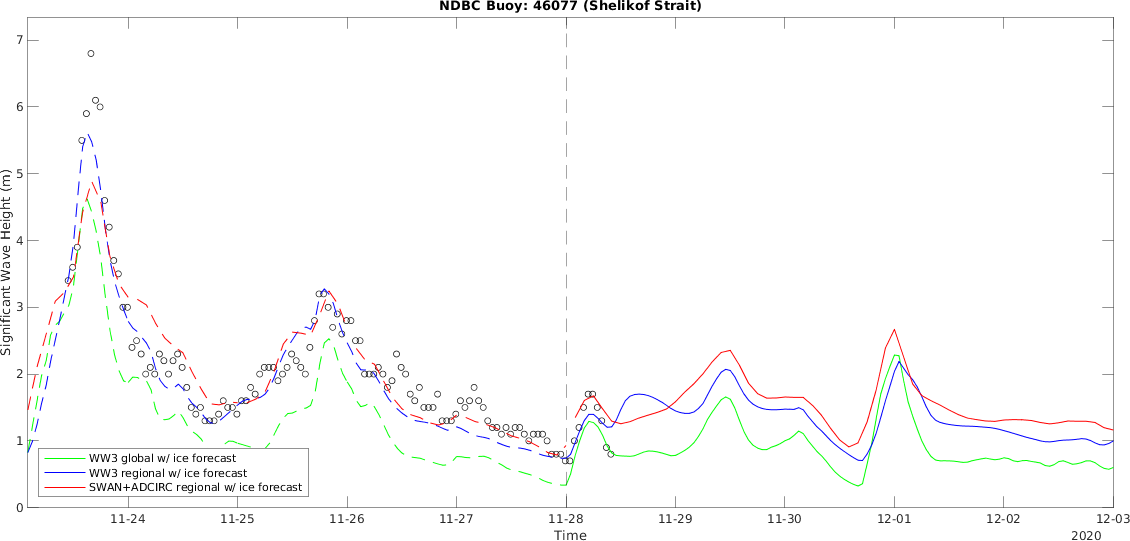 NDBC Buoy: 46077 (Shelikof Strait)
Significant Wave Height (m)
7
6
5
4
3
2
1
0
WW3 global w/ ice forecast
WW3 regional w/ ice forecast
SWAN+ADCIRC regional w/ ice forecast
11-24 11-25 11-26 11-27 11-28 11-29 11-30 12-01 12-02 12-03
Time
2020